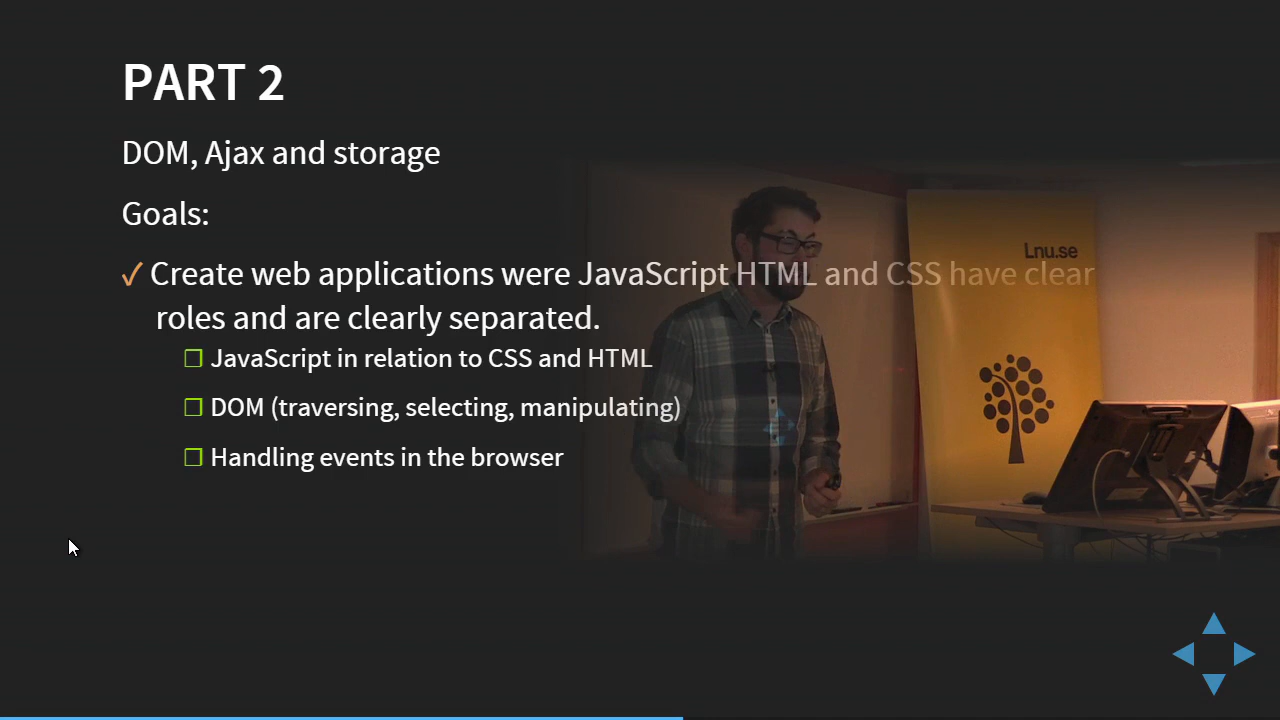 PART 2
DOM, Ajax and storage
Goals:
✓ Create web applications were JavaScript HTML and CSS have clear
roles and are clearly separated.
❒ JavaScript in relation to CSS and HTML
❒ DOM (traversing, selecting, manipulating)
❒ Handling events in the browser
Lnu.se